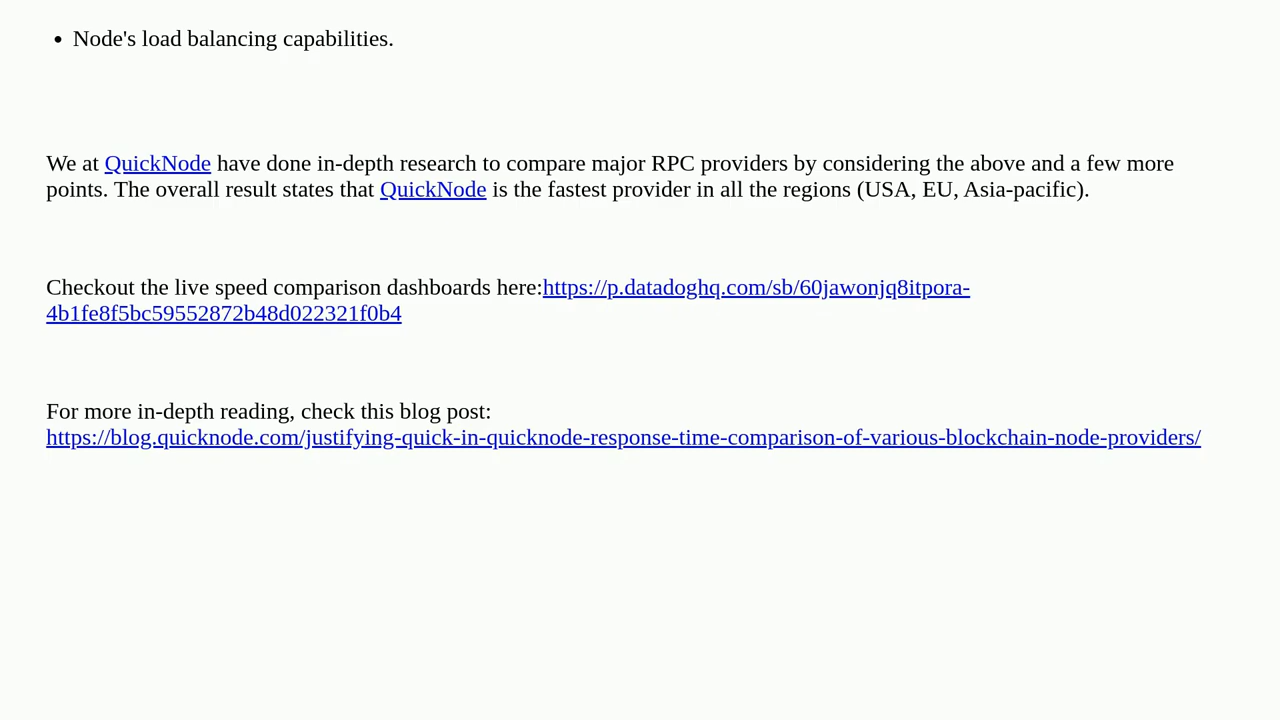 • Node's load balancing capabilities.
We at QuickNode have done in-depth research to compare major RPC providers by considering the above and a few more
points. The overall result states that QuickNode is the fastest provider in all the regions (USA, EU, Asia-pacific).
Checkout the live speed comparison dashboards here:https://p.datadoghq.com/sb/60jawonjq8itpora-
4b1fe8f5bc59552872b48d022321f0b4
For more in-depth reading, check this blog post:
https://blog.quicknode.com/justifying-quick-in-quicknode-response-time-comparison-of-various-blockchain-node-providers/